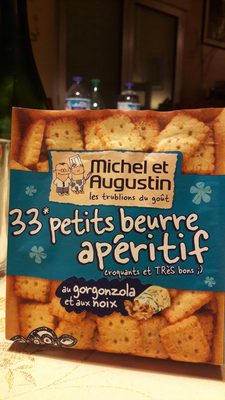 Michel et
Augustin
les trublions du goût
33* petits beurre
apéritif
croquants et TRèS bons ;)
au gorgonzola
et aux noix